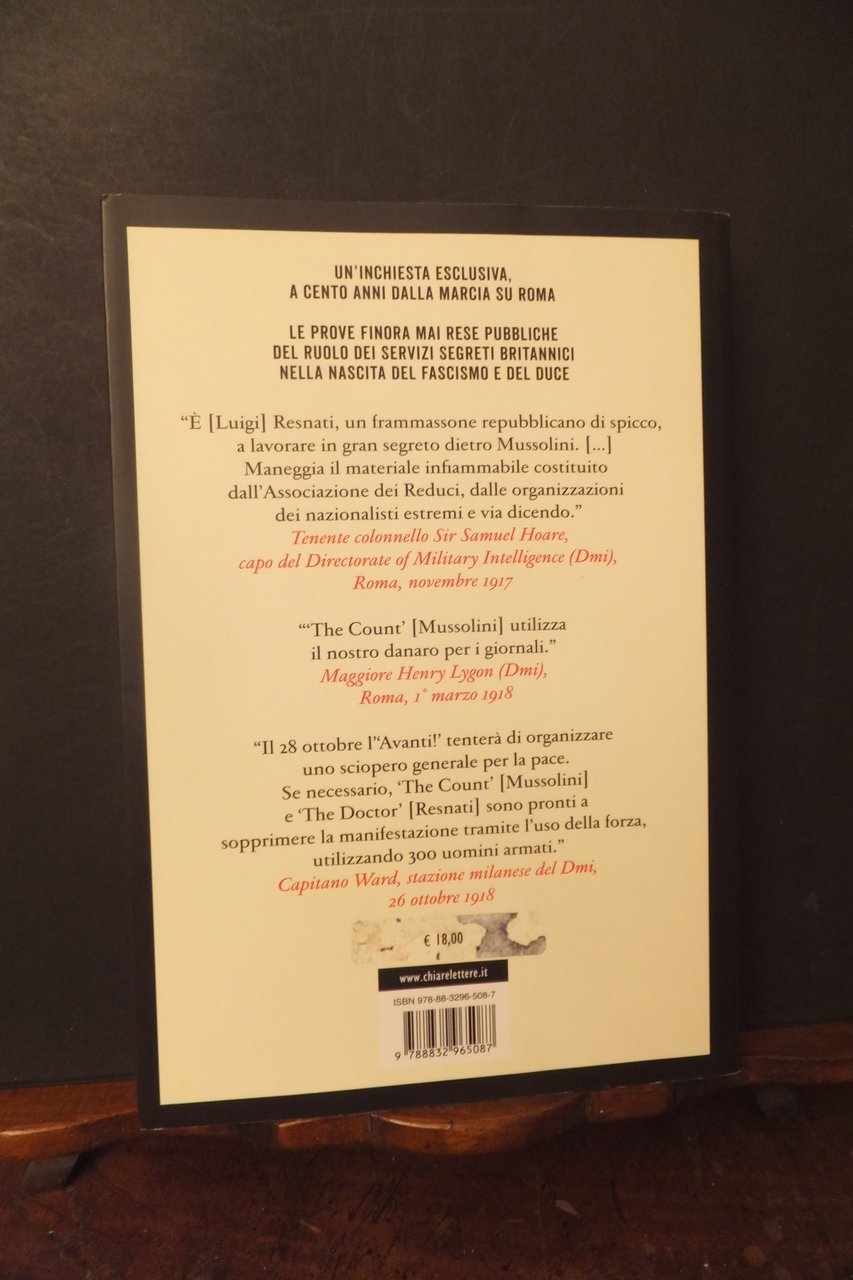 UN'INCHIESTA ESCLUSIVA,
A CENTO ANNI DALLA MARCIA SU ROMA
LE PROVE FINORA MAI RESE PUBBLICHE
DEL RUOLO DEI SERVIZI SEGRETI BRITANNICI
NELLA NASCITA DEL FASCISMO E DEL DUCE
“È [Luigi] Resnati, un frammassone repubblicano di spicco,
a lavorare in gran segreto dietro Mussolini. [...]
Maneggia il materiale infiammabile costituito
dall'Associazione dei Reduci, dalle organizzazioni
dei nazionalisti estremi e via dicendo.”
Tenente colonnello Sir Samuel Hoare,
capo del Directorate of Military Intelligence (Dmi),
Roma, novembre 1917
“‘The Count’ [Mussolini] utilizza
il nostro danaro per i giornali.”
Maggiore Henry Lygon (Dmi),
Roma, 1° marzo 1918
“Il 28 ottobre l'‘Avanti!’ tenterà di organizzare
uno sciopero generale per la pace.
Se necessario, ‘The Count’ [Mussolini]
e ‘The Doctor’ [Resnati] sono pronti a
sopprimere la manifestazione tramite l'uso della forza,
utilizzando 300 uomini armati.”
Capitano Ward, stazione milanese del Dmi,
26 ottobre 1918
€ 18,00
www.chiarelettere.it
ISBN 978-88-3296-508-7
9 788832 965087